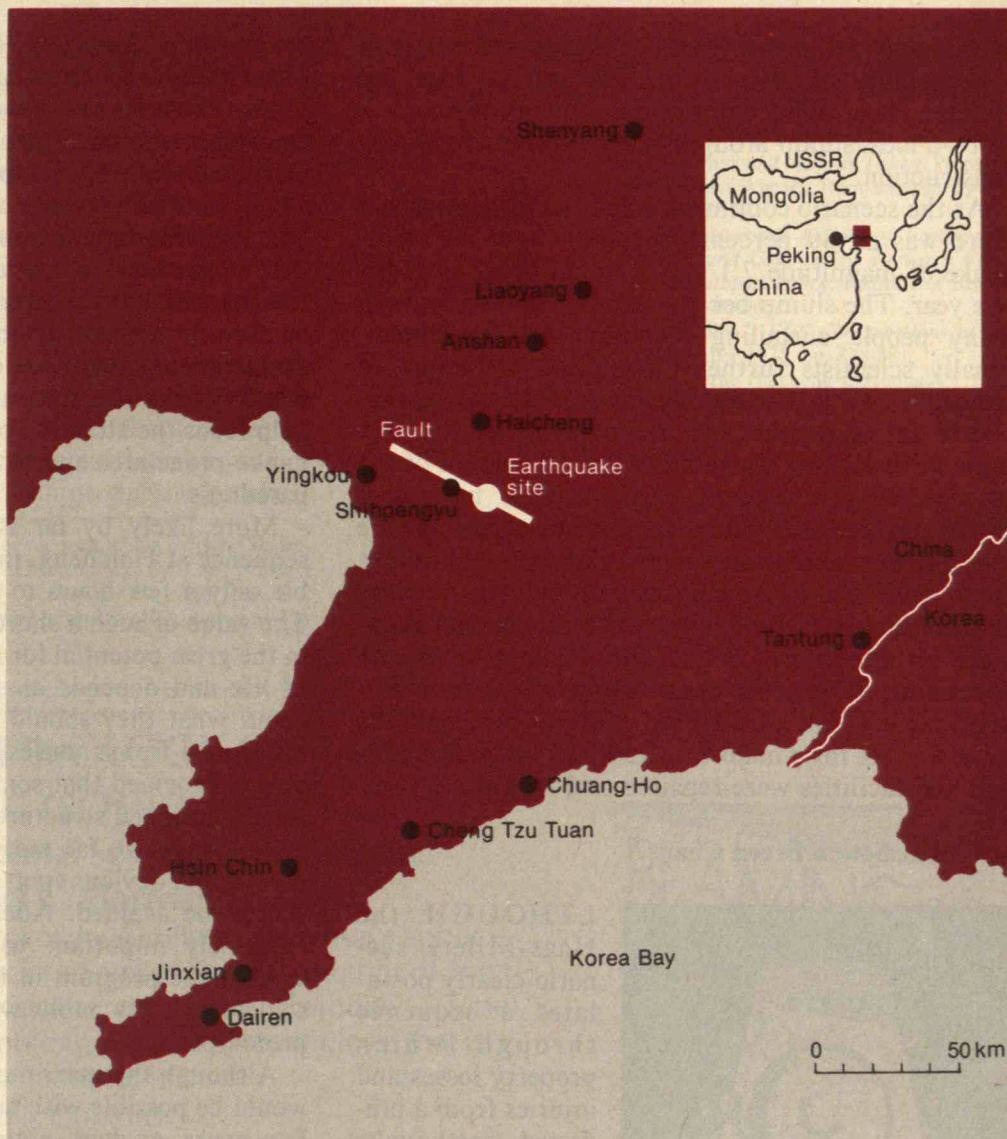 Shenyang
USSR
Mongolia
Peking
China
Liaoyang
Anshan
Haicheng
Fault
Earthquake
site
Yingkou
Shihpengyu
China
Korea
Tantung
Chuang-Ho
Cheng Tzu Tuan
Hsin Chin
Korea Bay
Jinxian
Dairen
0 50 km